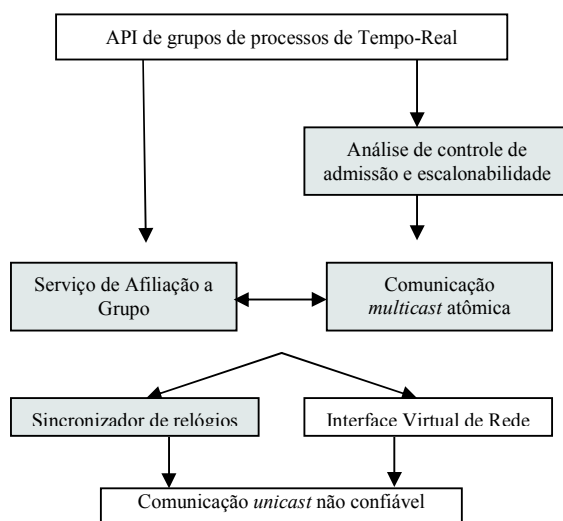 API de grupos de processos de Tempo-Real
Análise de controle de
admissão e escalonabilidade
Serviço de Afiliação a
Grupo
Comunicação
multicast atômica
Sincronizador de relógios
Interface Virtual de Rede
Comunicação unicast não confiável